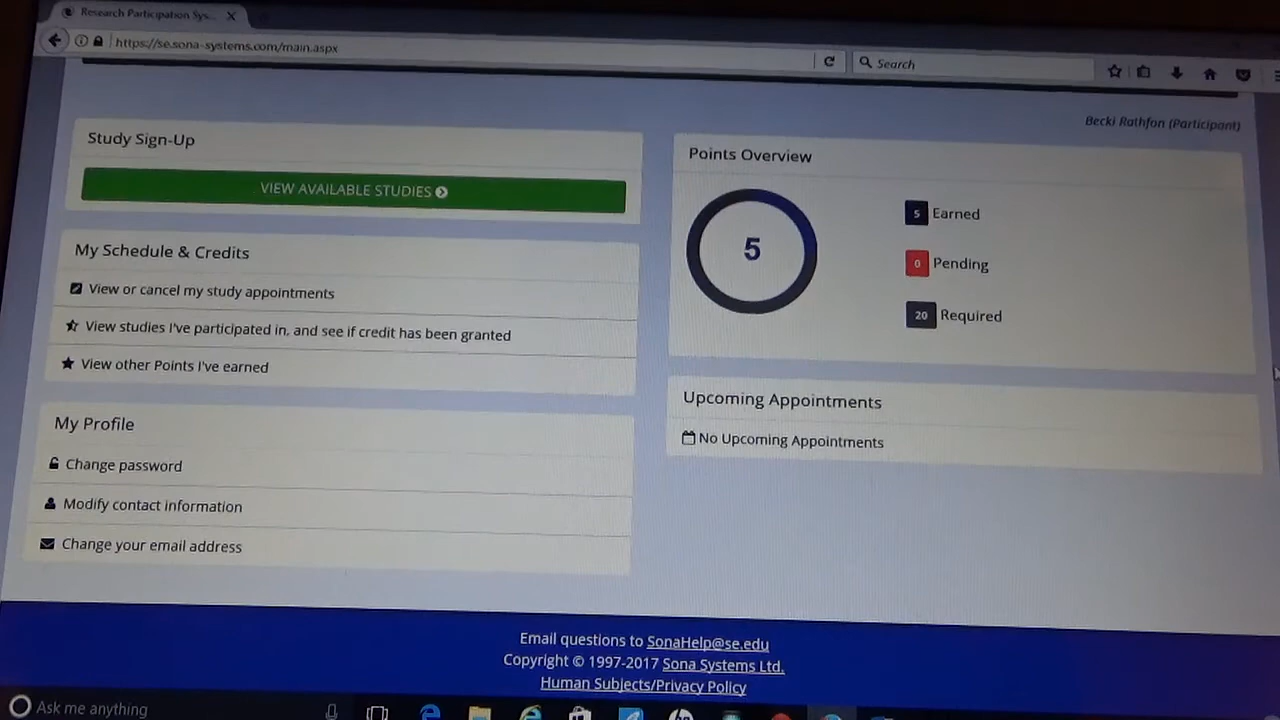 Research Participation Sys...
https://se.sona-systems.com/main.aspx
Search
Becki Rathfon (Participant)
Study Sign-Up
VIEW AVAILABLE STUDIES
My Schedule & Credits
View or cancel my study appointments
View studies I've participated in, and see if credit has been granted
View other Points I've earned
My Profile
Change password
Modify contact information
Change your email address
Points Overview
5
5 Earned
0 Pending
20 Required
Upcoming Appointments
No Upcoming Appointments
Email questions to SonaHelp@se.edu
Copyright © 1997-2017 Sona Systems Ltd.
Human Subjects/Privacy Policy
Ask me anything